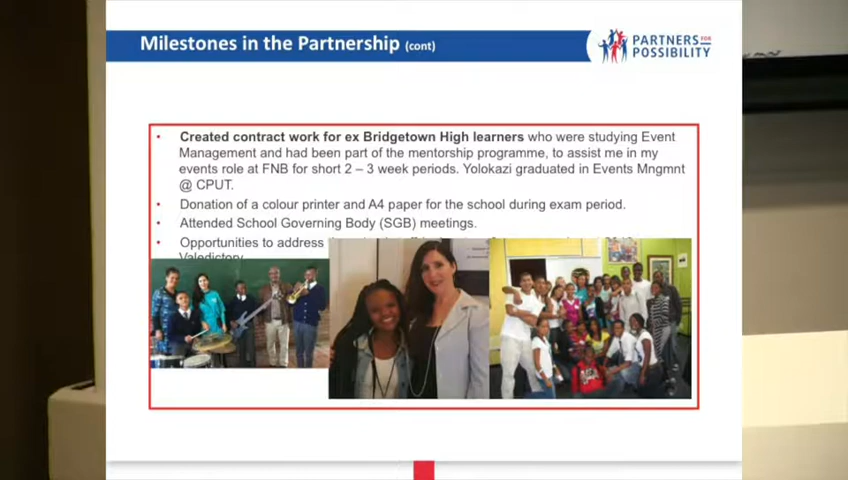 Milestones in the Partnership (cont)
PARTNERS FOR
POSSIBILITY
• Created contract work for ex Bridgetown High learners who were studying Event
Management and had been part of the mentorship programme, to assist me in my
events role at FNB for short 2 – 3 week periods. Yolokazi graduated in Events Mngmnt
@ CPUT.
• Donation of a colour printer and A4 paper for the school during exam period.
• Attended School Governing Body (SGB) meetings.
• Opportunities to address
Valedictory